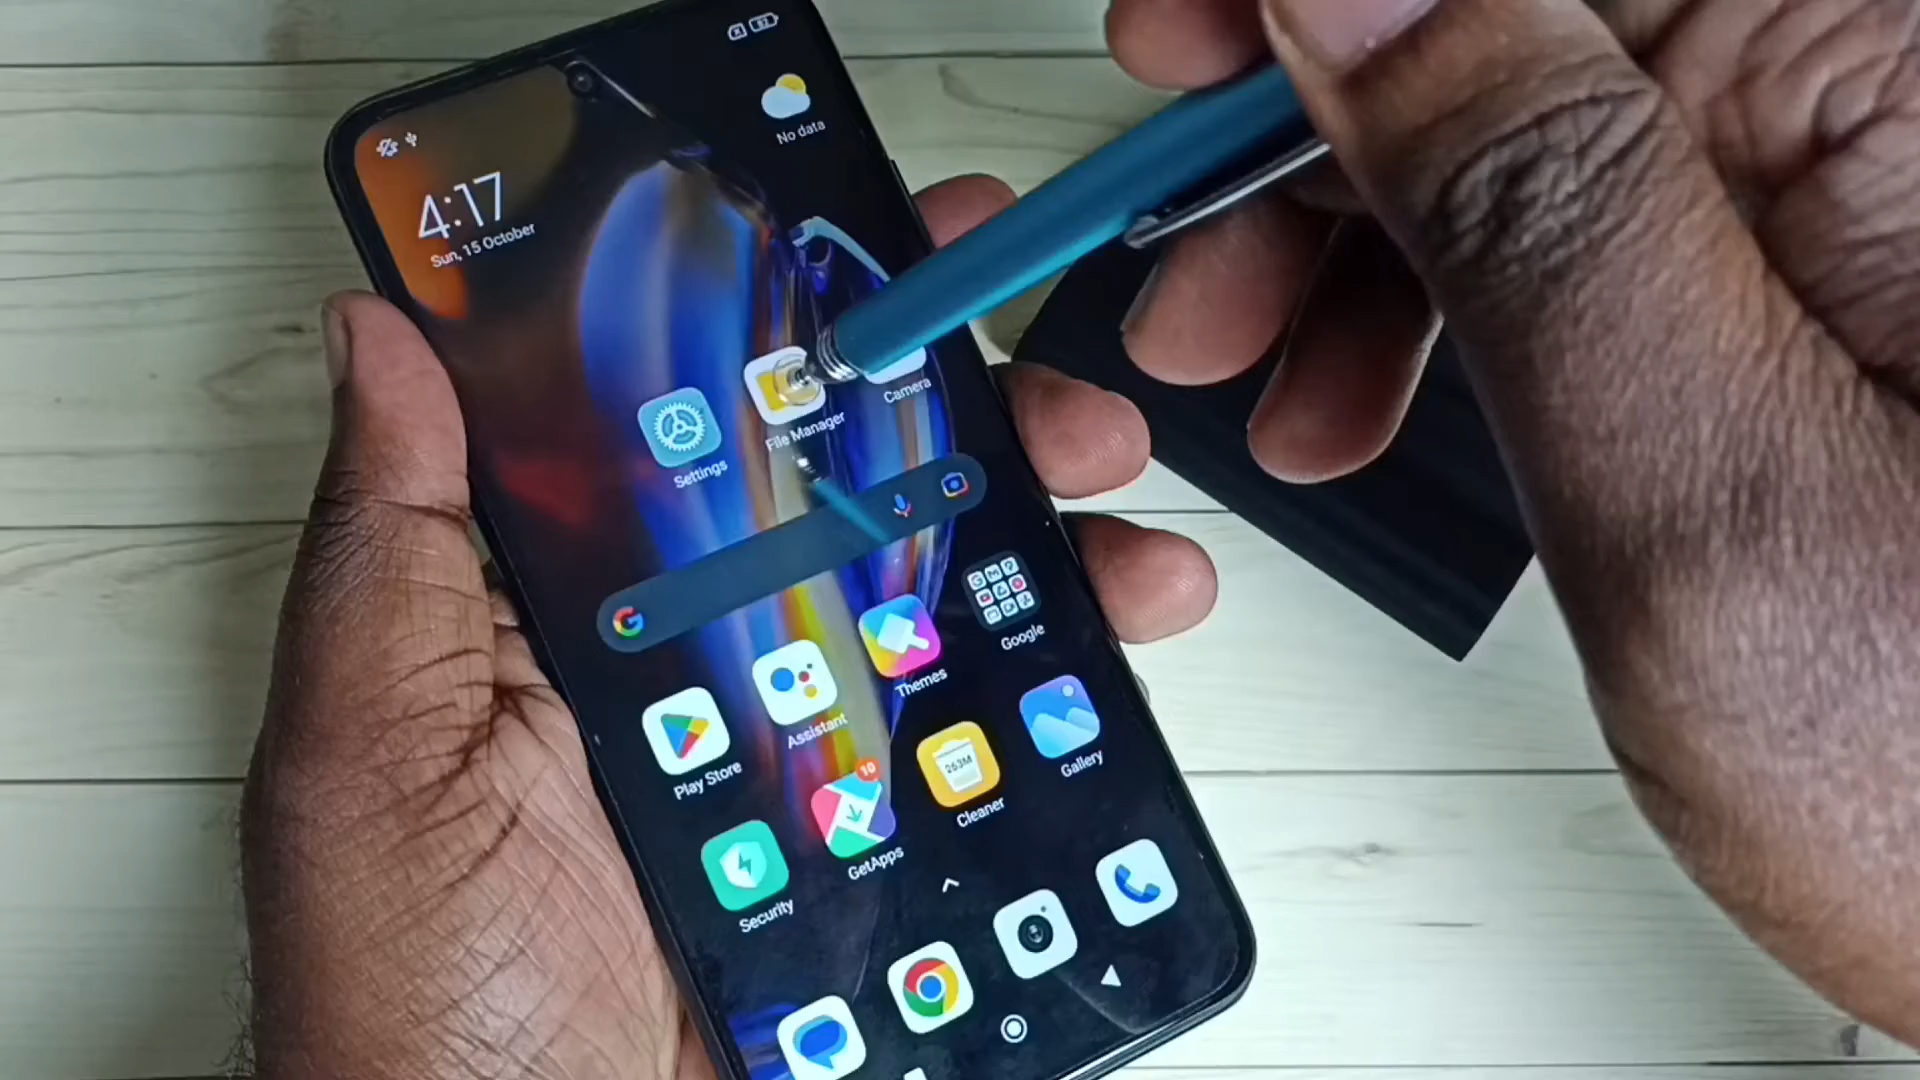 No data
4:17
Sun, 15 October
Settings
File Manager
Camera
Google
Themes
Assistant
Play Store
Gallery
253M
Cleaner
10
GetApps
Security